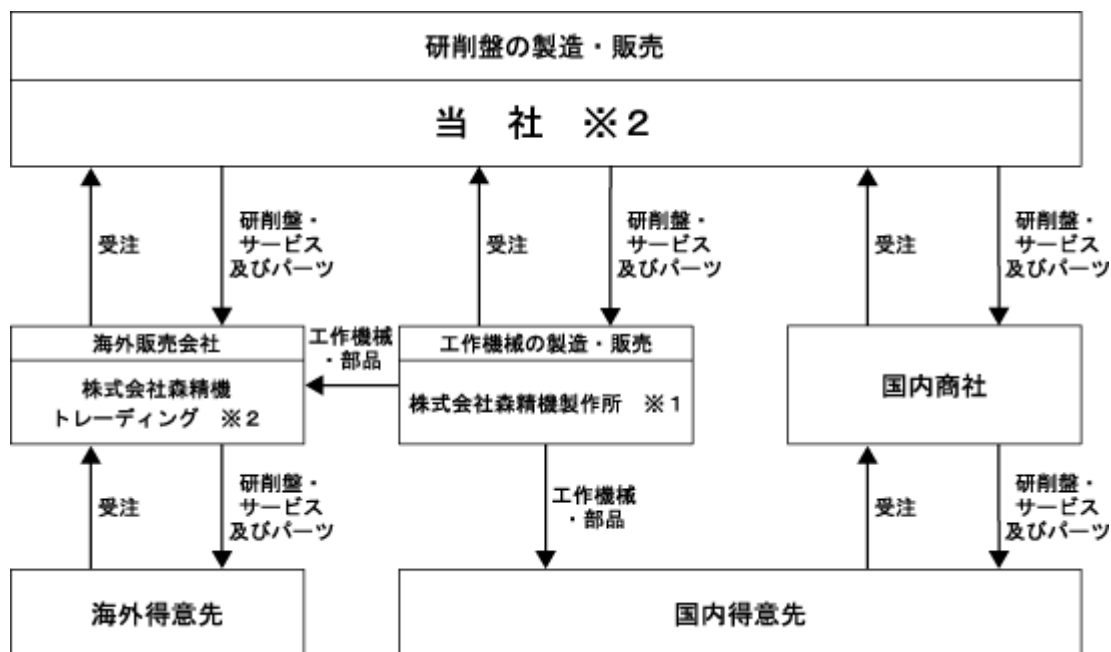 研削盤の製造・販売
当 社 ※2
受注
研削盤・
サービス
及びパーツ
受注
研削盤・
サービス
及びパーツ
受注
研削盤・
サービス
及びパーツ
海外販売会社
株式会社森精機
トレーディング ※2
工作機械
・部品
工作機械の製造・販売
株式会社森精機製作所 ※1
国内商社
受注
研削盤・
サービス
及びパーツ
工作機械
・部品
受注
研削盤・
サービス
及びパーツ
海外得意先
国内得意先